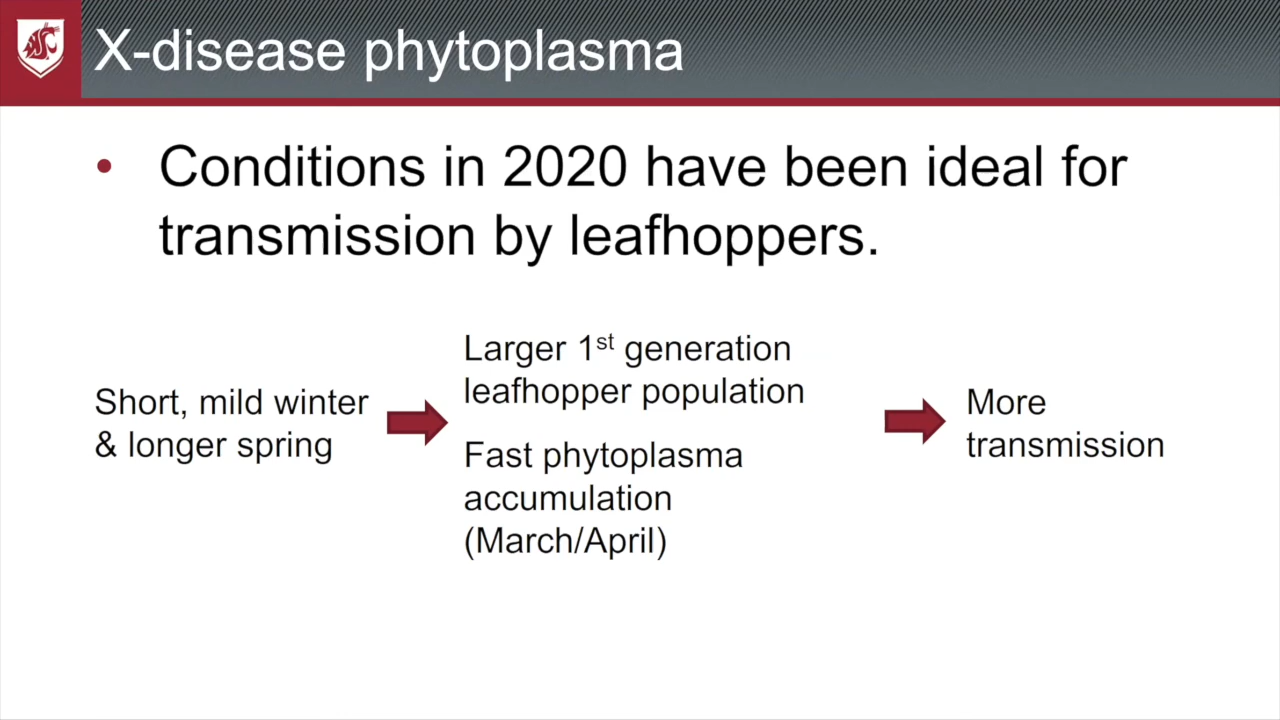 X-disease phytoplasma
• Conditions in 2020 have been ideal for
transmission by leafhoppers.
Short, mild winter
& longer spring
Larger 1st generation
leafhopper population
Fast phytoplasma
accumulation
(March/April)
More
transmission